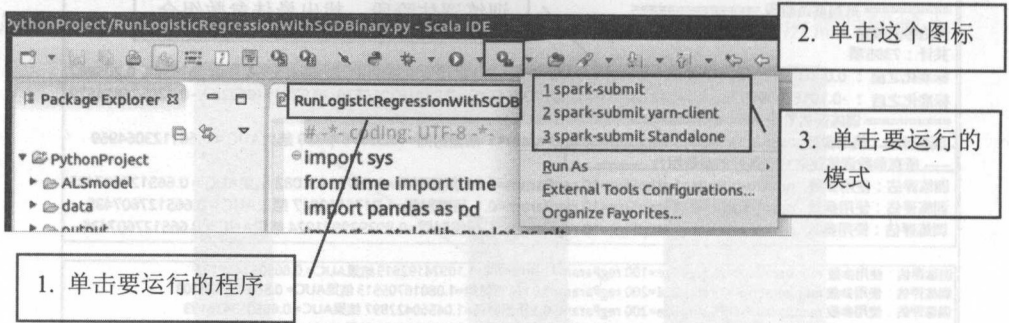 ythonProject/RunLogisticRegressionWithSGDBinary.py - Scala IDE
2. 单击这个图标
Package Explorer
RunLogisticRegressionWithSGDB
1 spark-submit
2 spark-submit yarn-client
3 spark-submit Standalone
Run As
External Tools Configurations...
Organize Favorites...
3. 单击要运行的
模式
# -*- coding: UTF-8 -*-
PythonProject
import sys
ALSmodel
from time import time
data
import pandas as pd
output
1. 单击要运行的程序